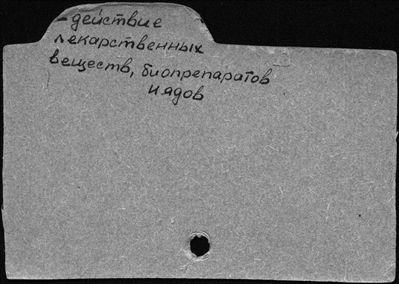 - действие
лекарственных
веществ, биопрепаратов
и ядов